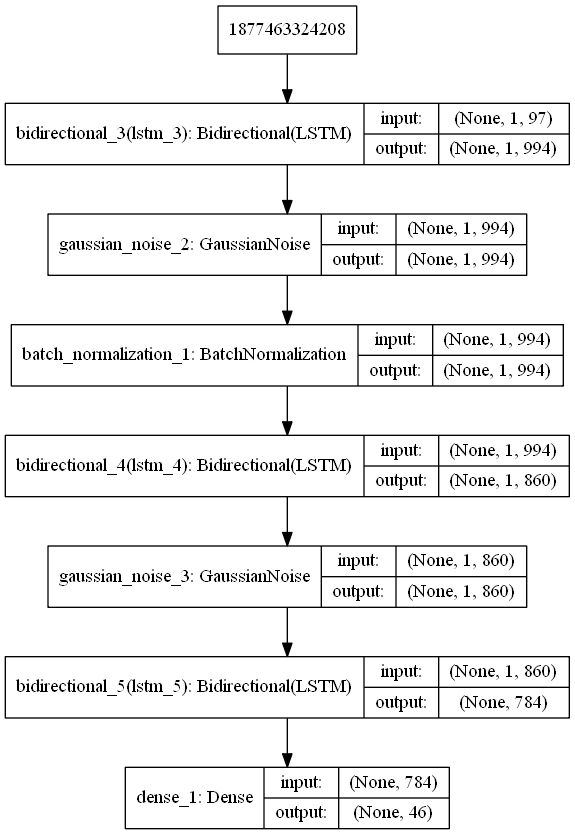 1877463324208
bidirectional_3(lstm_3): Bidirectional(LSTM)
input: (None, 1, 97)
output: (None, 1, 994)
gaussian_noise_2: GaussianNoise
input: (None, 1, 994)
output: (None, 1, 994)
batch_normalization_1: BatchNormalization
input: (None, 1, 994)
output: (None, 1, 994)
bidirectional_4(lstm_4): Bidirectional(LSTM)
input: (None, 1, 994)
output: (None, 1, 860)
gaussian_noise_3: GaussianNoise
input: (None, 1, 860)
output: (None, 1, 860)
bidirectional_5(lstm_5): Bidirectional(LSTM)
input: (None, 1, 860)
output: (None, 784)
dense_1: Dense
input: (None, 784)
output: (None, 46)